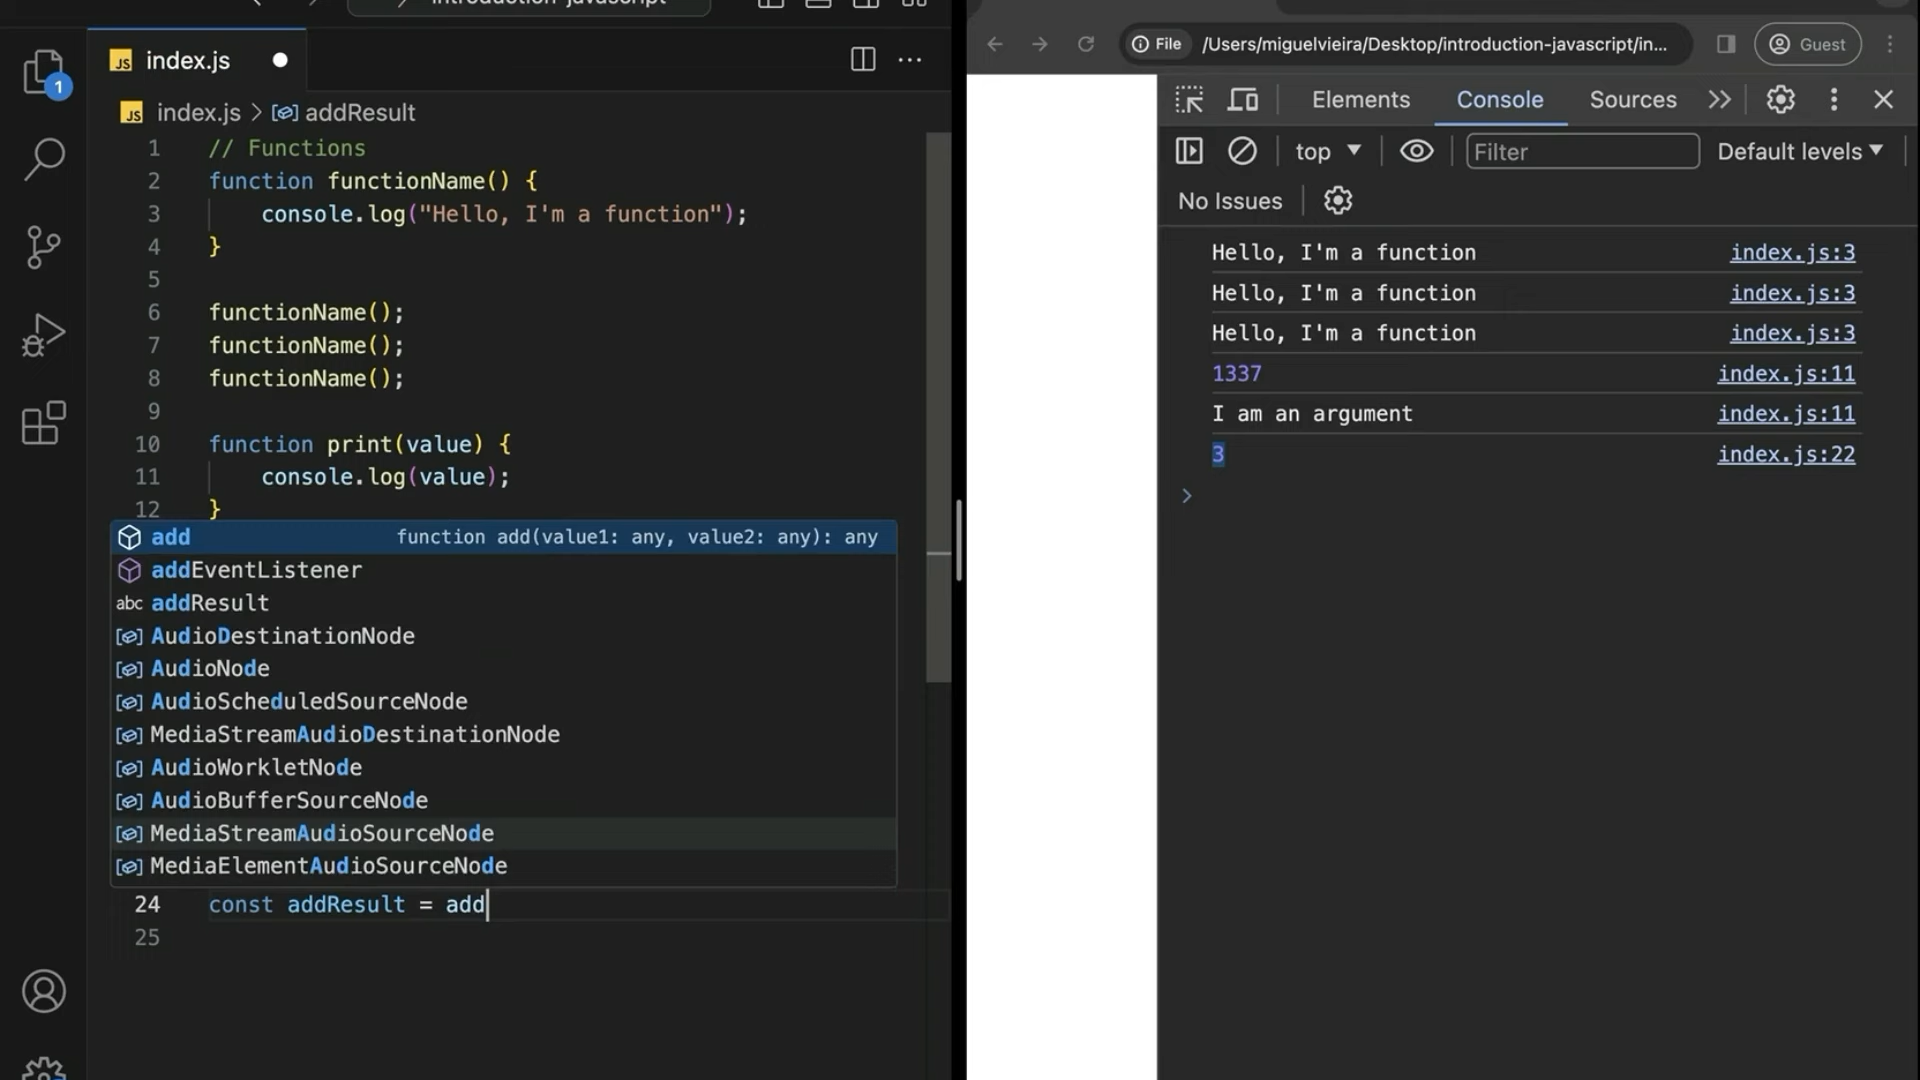 introduction-javascript
index.js
1
index.js > addResult
1 // Functions
2 function functionName() {
3 console.log("Hello, I'm a function");
4 }
5
6 functionName();
7 functionName();
8 functionName();
9
10 function print(value) {
11 console.log(value);
12 }
add function add(value1: any, value2: any): any
addEventListener
abc addResult
AudioDestinationNode
AudioNode
AudioScheduledSourceNode
MediaStreamAudioDestinationNode
AudioWorkletNode
AudioBufferSourceNode
MediaStreamAudioSourceNode
MediaElementAudioSourceNode
24 const addResult = add
25
File /Users/miguelvieira/Desktop/introduction-javascript/in... Guest
Elements Console Sources
top Filter Default levels
No Issues
Hello, I'm a function index.js:3
Hello, I'm a function index.js:3
Hello, I'm a function index.js:3
1337 index.js:11
I am an argument index.js:11
3 index.js:22